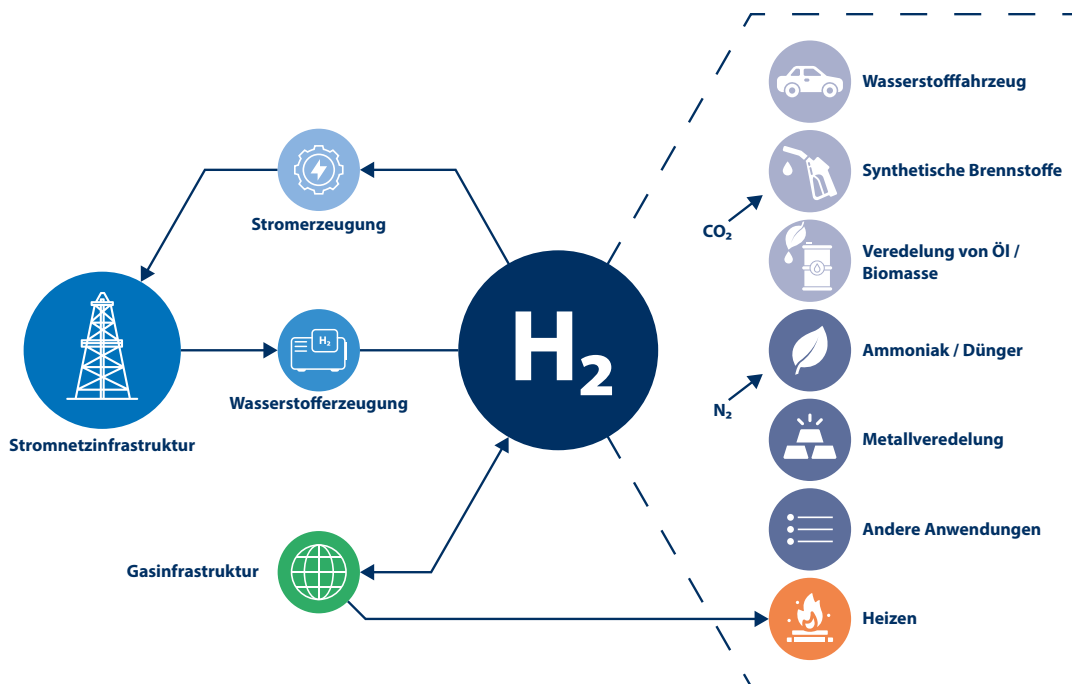 Wasserstofffahrzeug
Synthetische Brennstoffe
CO₂
Veredelung von Öl /
Biomasse
Ammoniak / Dünger
N₂
Metallveredelung
Andere Anwendungen
Heizen
Stromerzeugung
H₂
H₂
Wasserstofferzeugung
Stromnetzinfrastruktur
Gasinfrastruktur